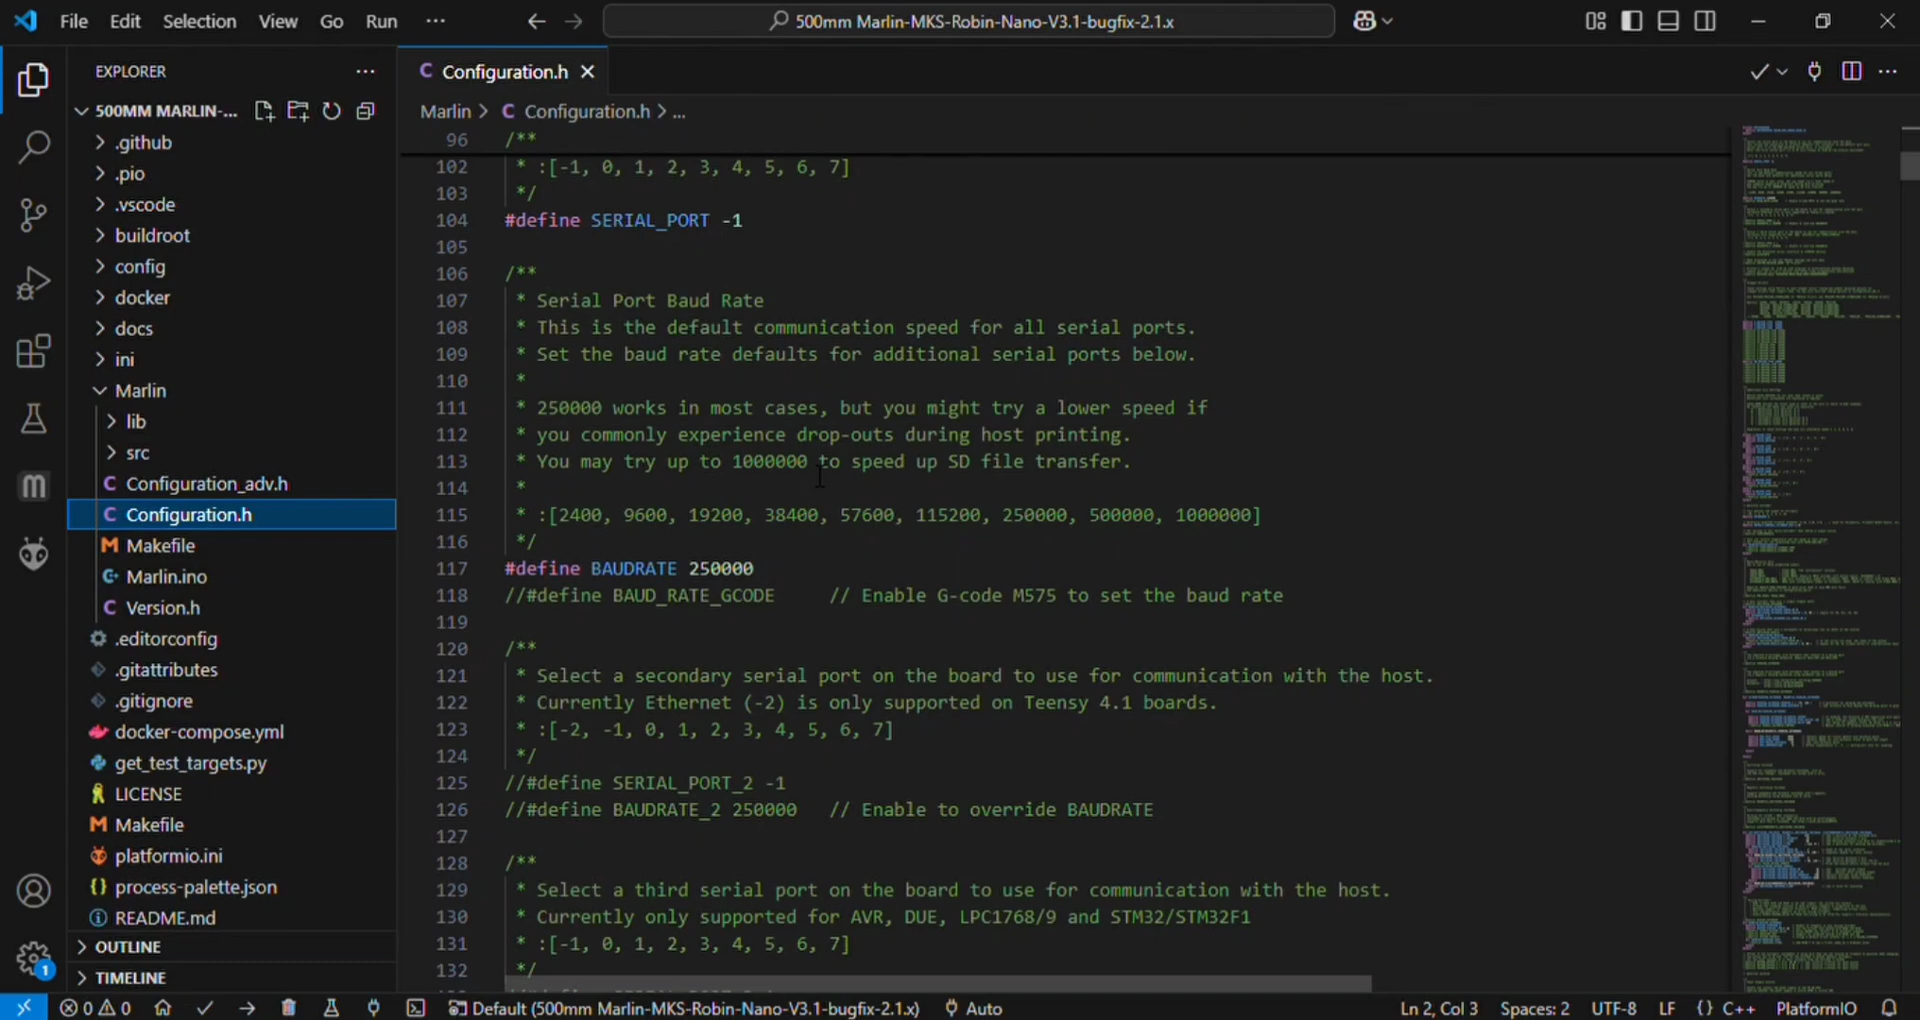 File Edit Selection View Go Run ··· 500mm Marlin-MKS-Robin-Nano-V3.1-bugfix-2.1.x
EXPLORER
500MM MARLIN-...
.github
.pio
.vscode
buildroot
config
docker
docs
ini
Marlin
lib
src
C Configuration_adv.h
C Configuration.h
M Makefile
Marlin.ino
C Version.h
.editorconfig
.gitattributes
.gitignore
docker-compose.yml
get_test_targets.py
LICENSE
M Makefile
platformio.ini
{} process-palette.json
README.md
OUTLINE
TIMELINE
1
C Configuration.h
Marlin > C Configuration.h > ...
96 /**
102 * :[-1, 0, 1, 2, 3, 4, 5, 6, 7]
103 */
104 #define SERIAL_PORT -1
105
106 /**
107 * Serial Port Baud Rate
108 * This is the default communication speed for all serial ports.
109 * Set the baud rate defaults for additional serial ports below.
110 *
111 * 250000 works in most cases, but you might try a lower speed if
112 * you commonly experience drop-outs during host printing.
113 * You may try up to 1000000 to speed up SD file transfer.
114 *
115 * :[2400, 9600, 19200, 38400, 57600, 115200, 250000, 500000, 1000000]
116 */
117 #define BAUDRATE 250000
118 //#define BAUD_RATE_GCODE // Enable G-code M575 to set the baud rate
119
120 /**
121 * Select a secondary serial port on the board to use for communication with the host.
122 * Currently Ethernet (-2) is only supported on Teensy 4.1 boards.
123 * :[-2, -1, 0, 1, 2, 3, 4, 5, 6, 7]
124 */
125 //#define SERIAL_PORT_2 -1
126 //#define BAUDRATE_2 250000 // Enable to override BAUDRATE
127
128 /**
129 * Select a third serial port on the board to use for communication with the host.
130 * Currently only supported for AVR, DUE, LPC1768/9 and STM32/STM32F1
131 * :[-1, 0, 1, 2, 3, 4, 5, 6, 7]
132 */
0 0 Default (500mm Marlin-MKS-Robin-Nano-V3.1-bugfix-2.1.x) Auto Ln 2, Col 3 Spaces: 2 UTF-8 LF {} C++ PlatformIO